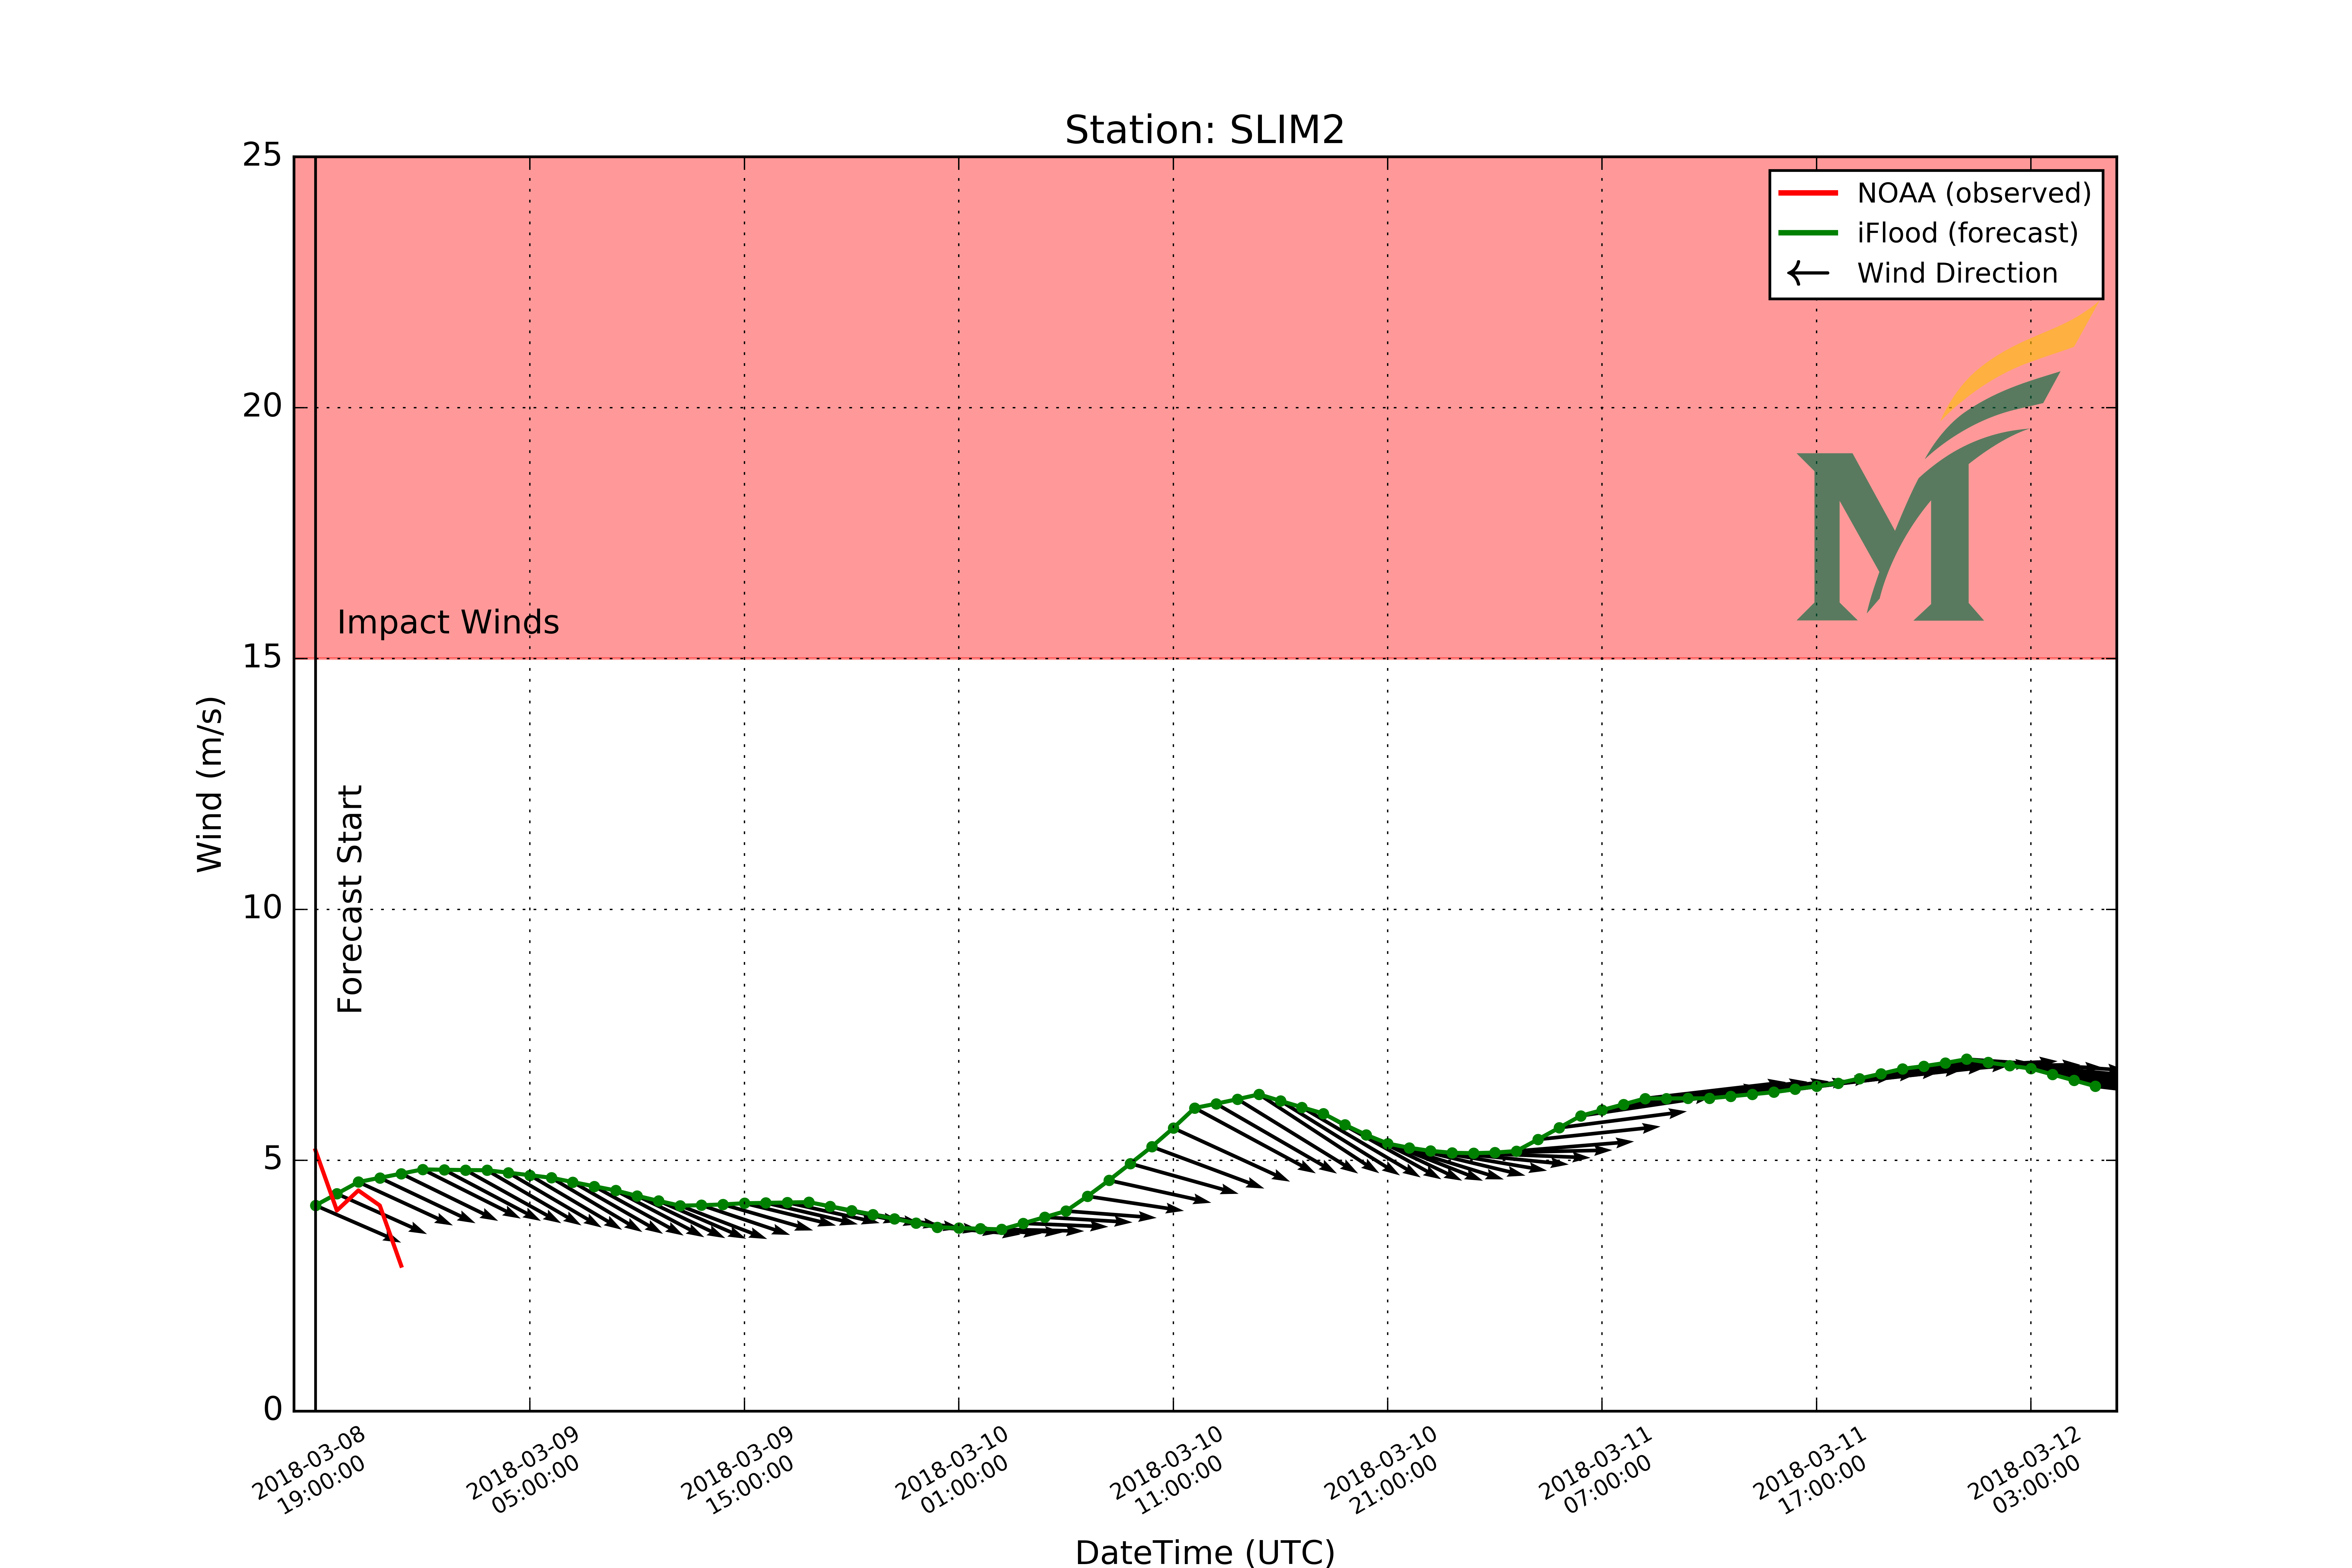 Station: SLIM2
25
20
15
10
5
0
Wind (m/s)
NOAA (observed)
iFlood (forecast)
Wind Direction
M
Impact Winds
Forecast Start
2018-03-08
19:00:00
2018-03-09
05:00:00
2018-03-09
15:00:00
2018-03-10
01:00:00
2018-03-10
11:00:00
2018-03-10
21:00:00
2018-03-11
07:00:00
2018-03-11
17:00:00
2018-03-12
03:00:00
DateTime (UTC)